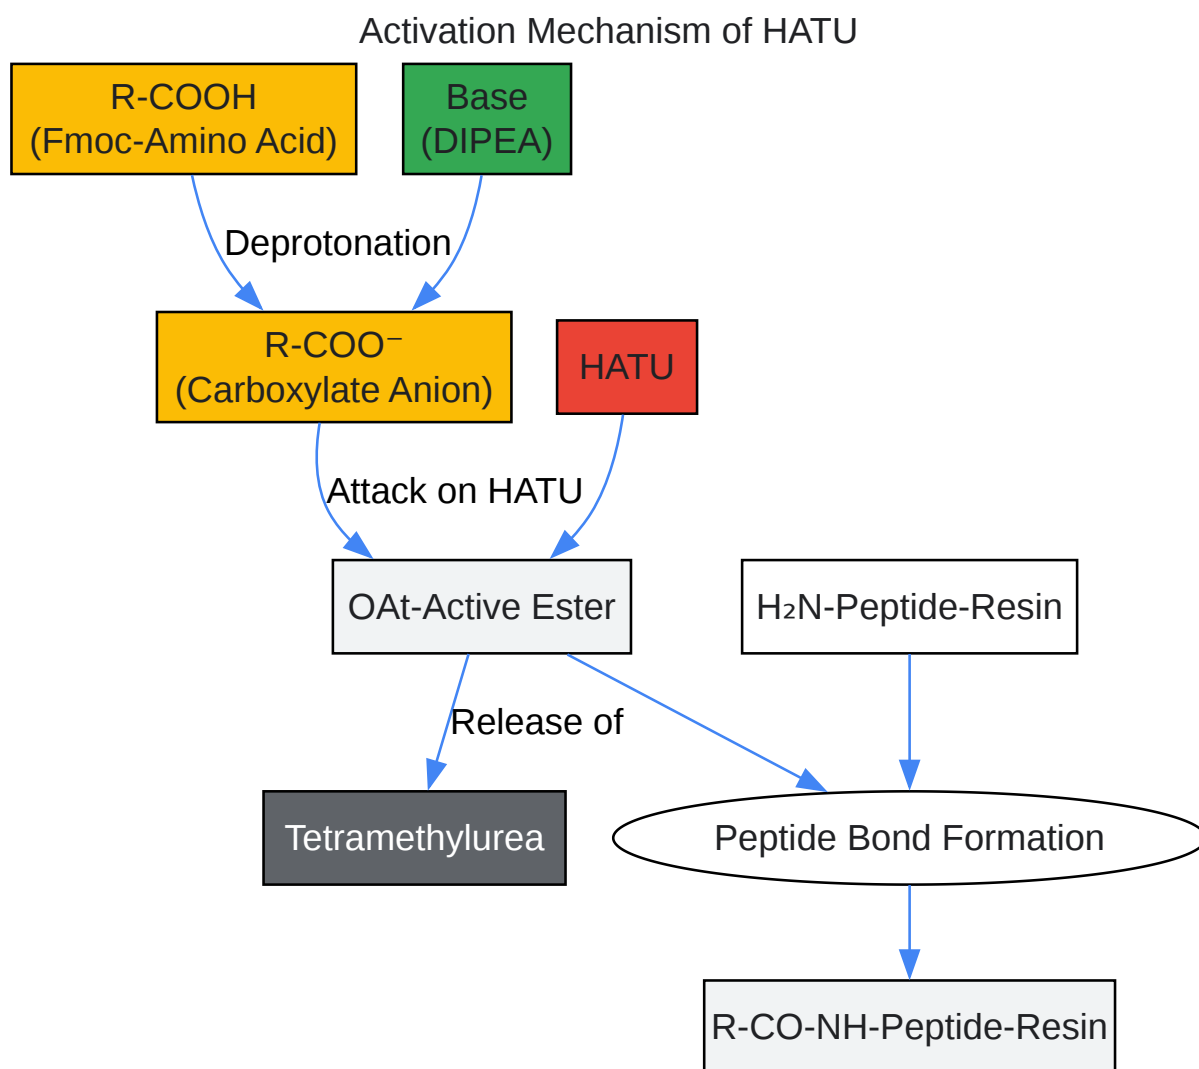 Activation Mechanism of HATU
R-COOH
(Fmoc-Amino Acid)
Base
(DIPEA)
Deprotonation
R-COO⁻
(Carboxylate Anion)
HATU
Attack on HATU
OAt-Active Ester
H₂N-Peptide-Resin
Release of
Tetramethylurea
Peptide Bond Formation
R-CO-NH-Peptide-Resin